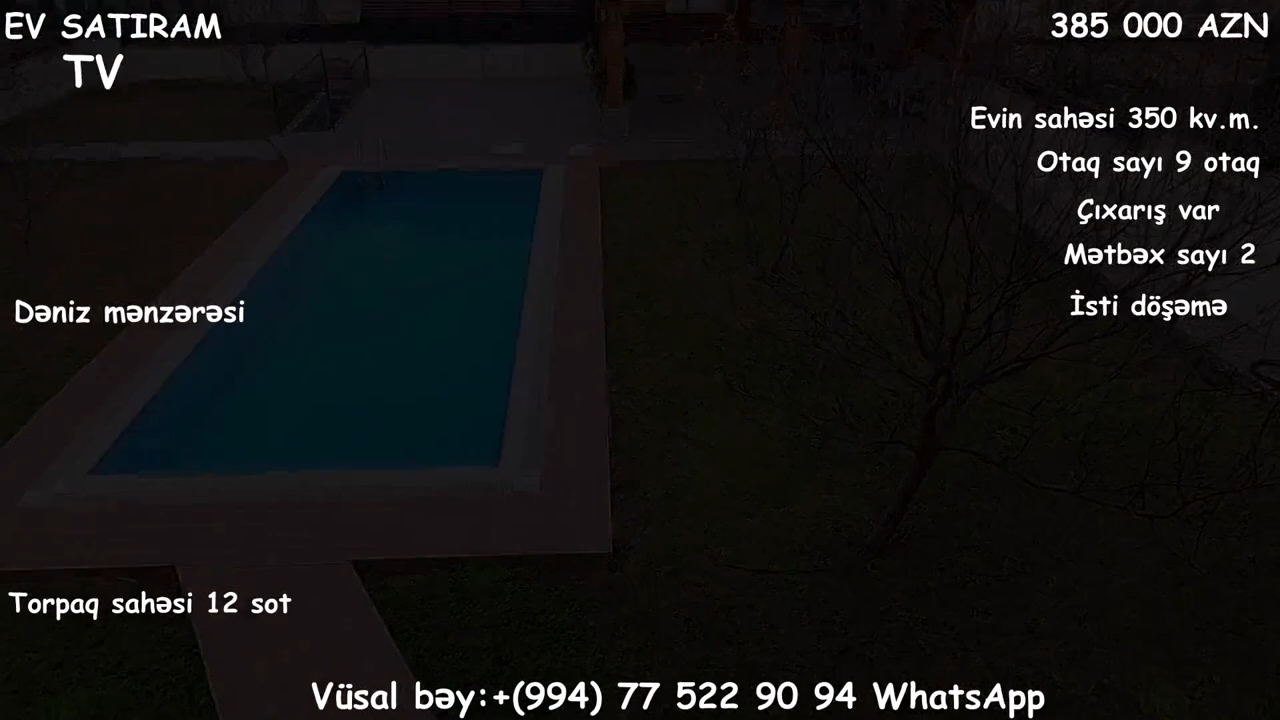 EV SATIRAM
TV
385 000 AZN
Evin sahəsi 350 kv.m.
Otaq sayı 9 otaq
Çıxarış var
Mətbəx sayı 2
İsti döşəmə
Dəniz mənzərəsi
Torpaq sahəsi 12 sot
Vüsal bəy:+(994) 77 522 90 94 WhatsApp